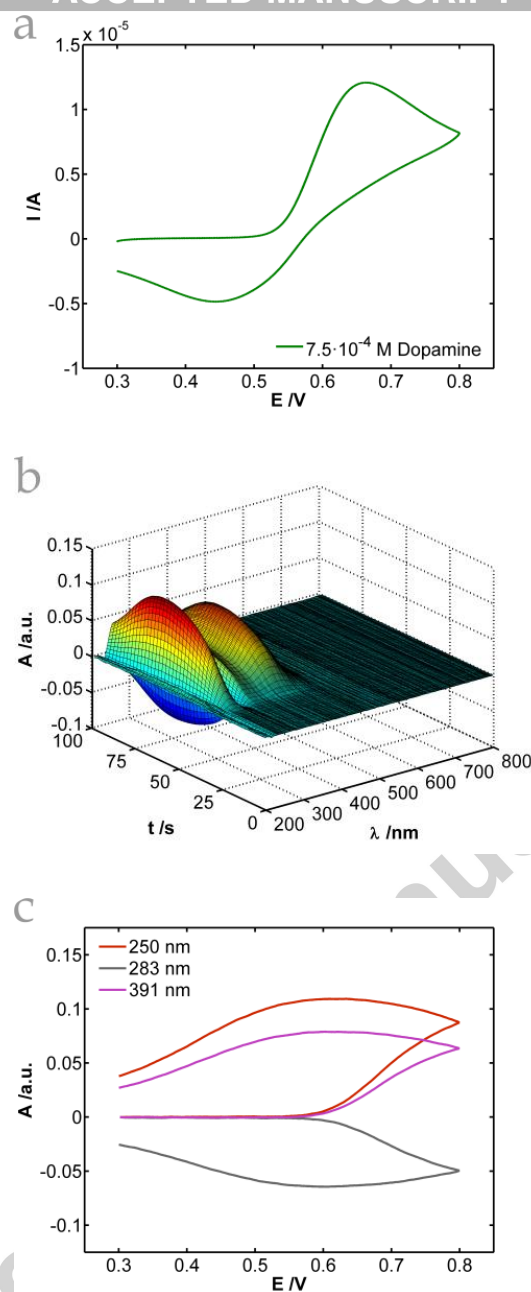 ACCEPTED MANUSCRIPT
a
1.5 x 10⁻⁵
1
0.5
0
-0.5
-1
I /A
0.3 0.4 0.5 0.6 0.7 0.8
E /V
7.5·10⁻⁴ M Dopamine
b
0.15
0.1
0.05
0
-0.05
-0.1
A /a.u.
100
75
50
25
0
t /s
200 300 400 500 600 700 800
λ /nm
c
0.15
0.1
0.05
0
-0.05
-0.1
A /a.u.
250 nm
283 nm
391 nm
0.3 0.4 0.5 0.6 0.7 0.8
E /V